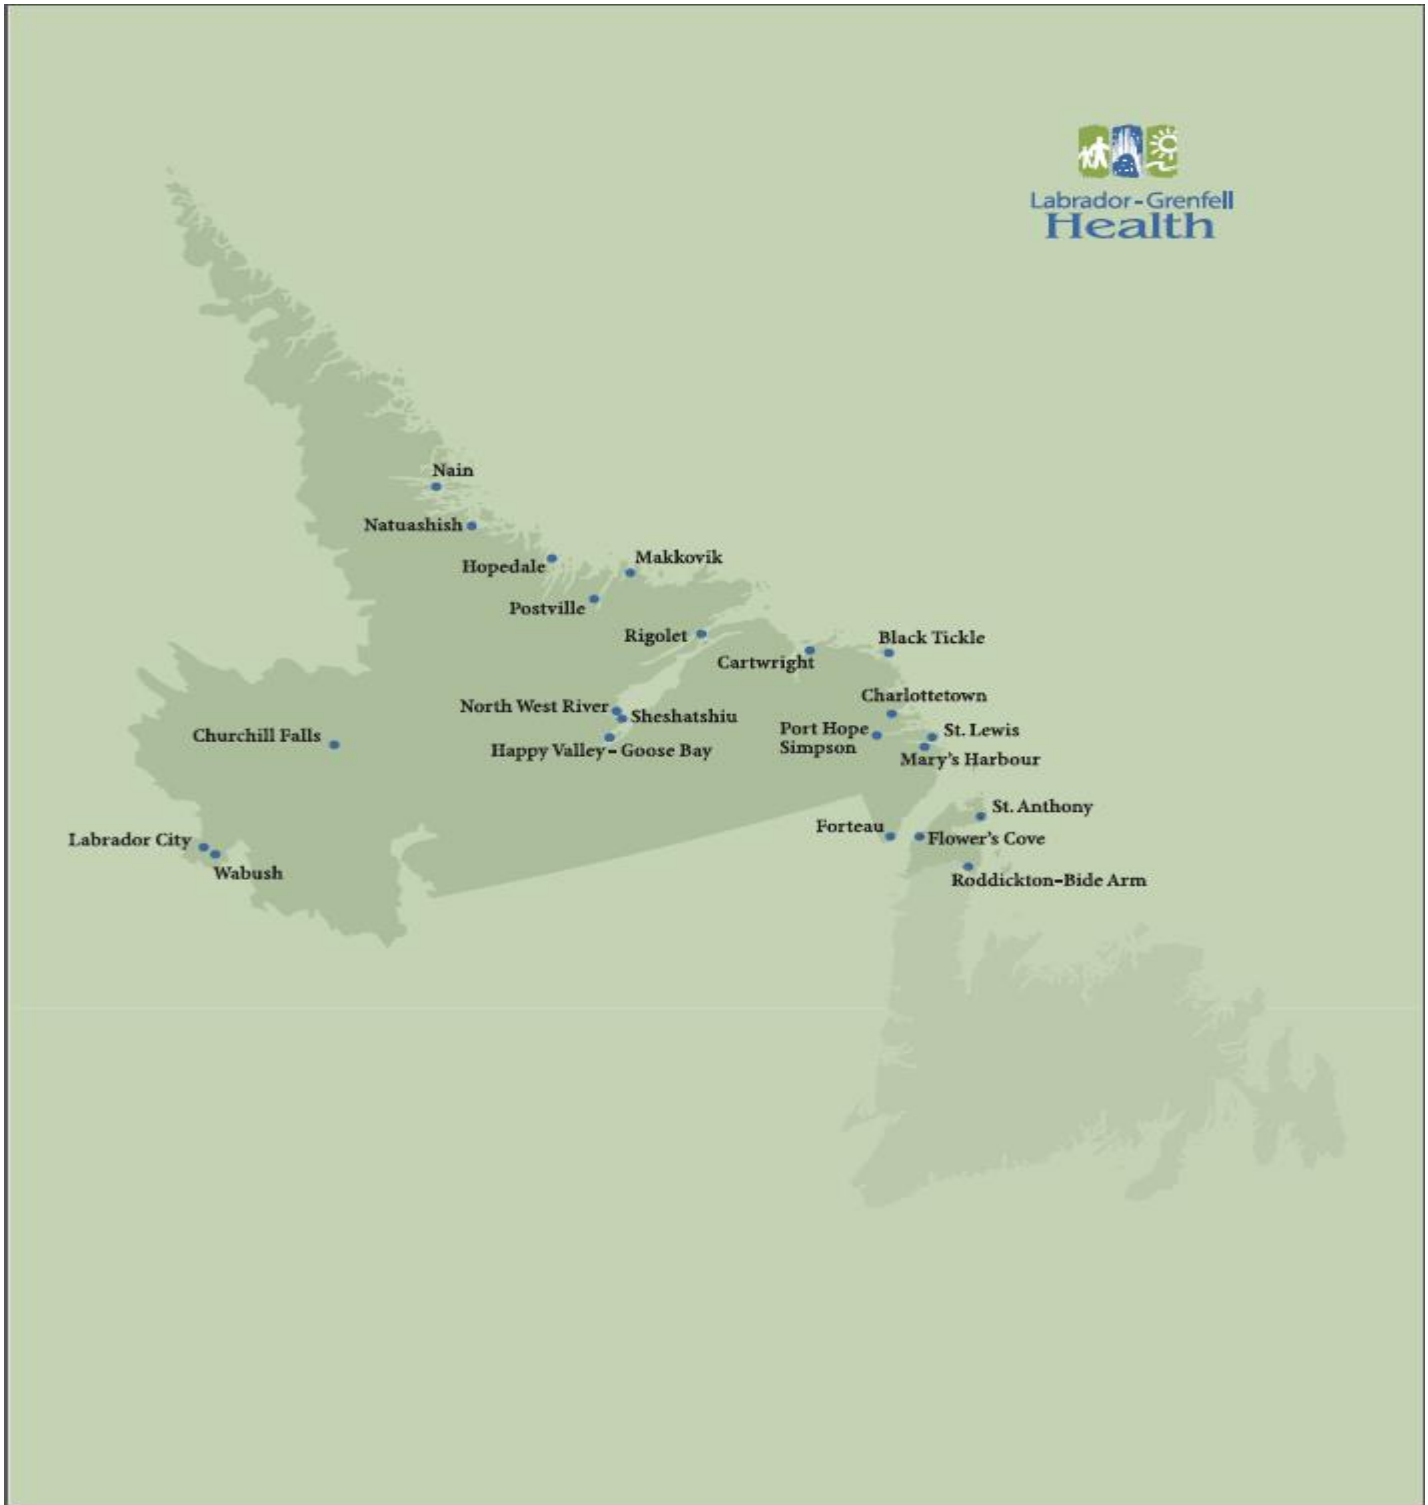 Labrador-Grenfell
Health
Nain
Natuashish
Hopedale
Makkovik
Postville
Rigolet
Black Tickle
Cartwright
Charlottetown
North West River
Sheshatshiu
Port Hope
Simpson
St. Lewis
Churchill Falls
Happy Valley-Goose Bay
Mary's Harbour
St. Anthony
Forteau
Flower's Cove
Labrador City
Wabush
Roddickton-Bide Arm